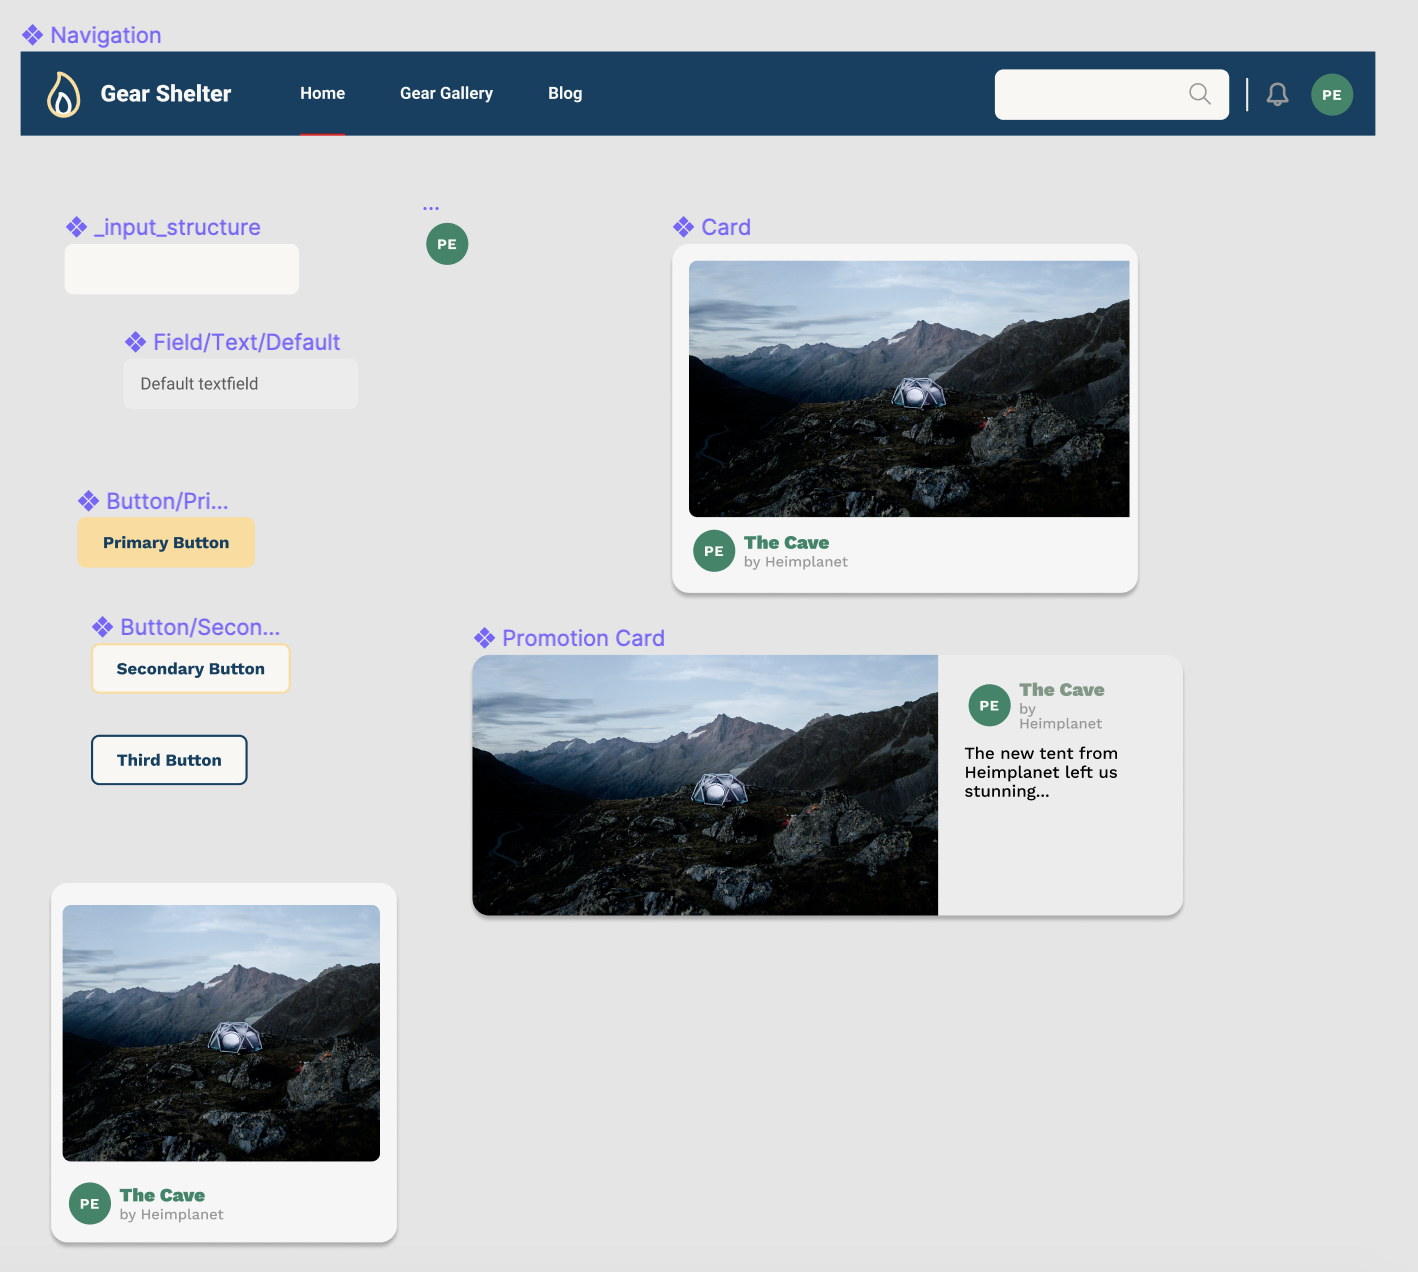 Navigation
Gear Shelter
Home
Gear Gallery
Blog
PE
_input_structure
...
PE
Card
Field/Text/Default
Default textfield
Button/Pri...
Primary Button
PE
The Cave
by Heimplanet
Button/Secon...
Secondary Button
Promotion Card
PE
The Cave
by
Heimplanet
The new tent from
Heimplanet left us
stunning...
Third Button
PE
The Cave
by Heimplanet